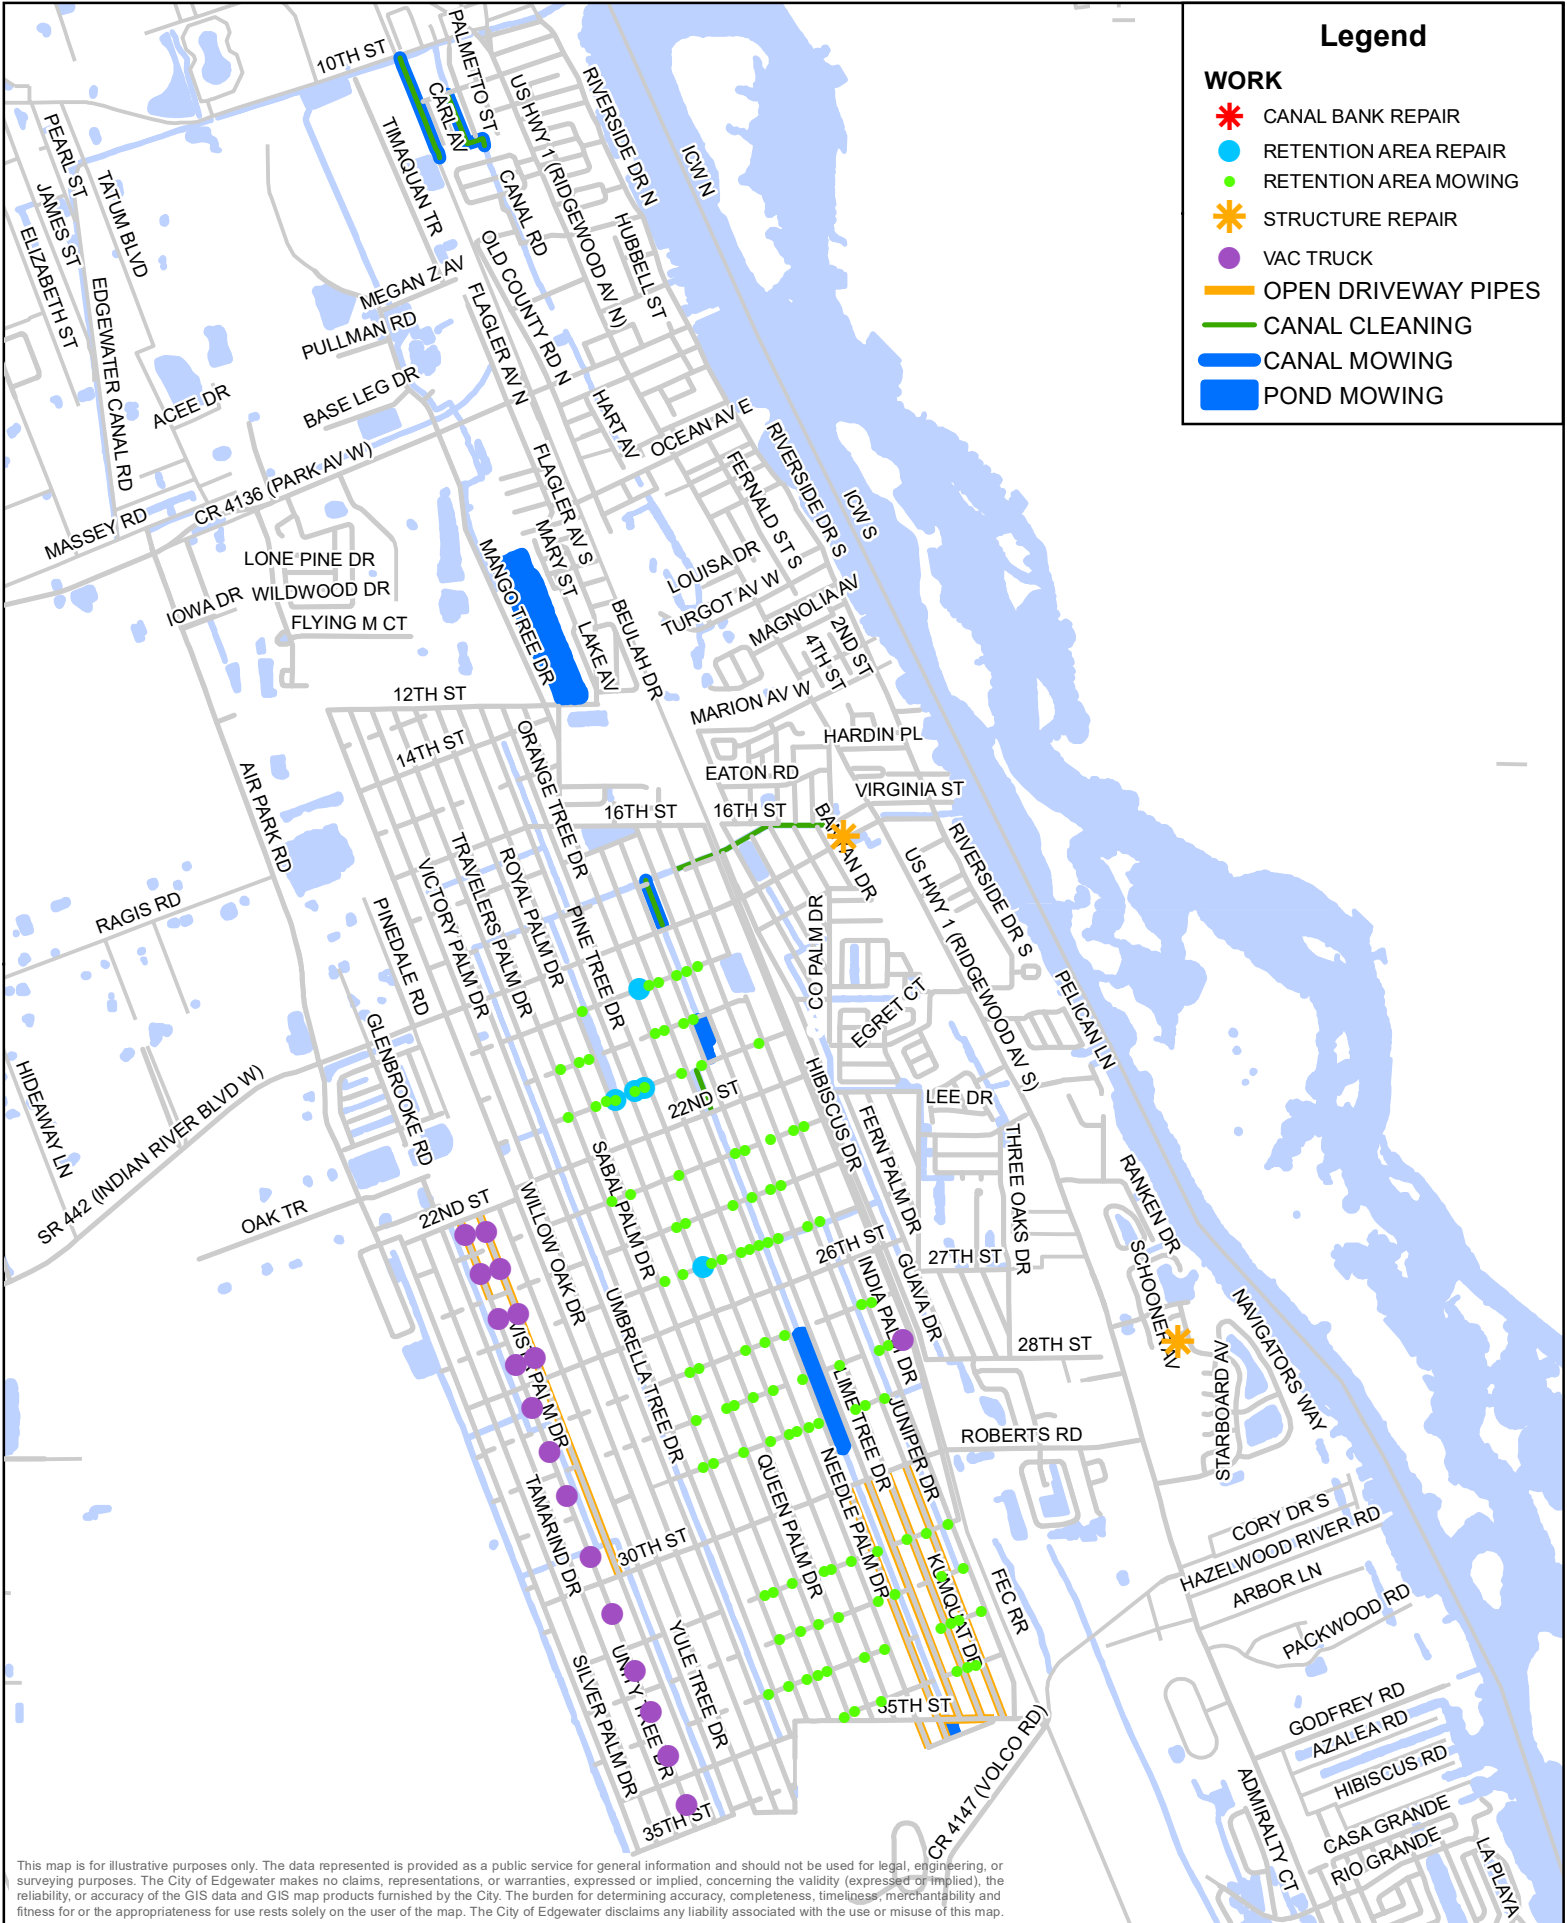 Legend
WORK
CANAL BANK REPAIR
RETENTION AREA REPAIR
RETENTION AREA MOWING
STRUCTURE REPAIR
VAC TRUCK
OPEN DRIVEWAY PIPES
CANAL CLEANING
CANAL MOWING
POND MOWING
10TH ST
PALMETTO ST
CARL AV
US HWY 1 (RIDGEWOOD AV N)
RIVERSIDE DR N
ICW N
TIMAQUAN TR
PEARL ST
JAMES ST
TATUM BLVD
ELIZABETH ST
EDGEWATER CANAL RD
CANAL RD
HUBBELL ST
OLD COUNTY RD N
MEGAN Z AV
PULLMAN RD
FLAGLER AV N
BASE LEG DR
ACEE DR
HART AV
OCEAN AV E
CR 4136 (PARK AV W)
MASSEY RD
FLAGLER AV S
FERNALD ST S
RIVERSIDE DR S
ICW S
LONE PINE DR
WILDWOOD DR
FLYING M CT
IOWA DR
MANGO TREE DR
MARY ST
LAKE AV
BEULAH DR
LOUISA DR
TURGOT AV W
MAGNOLIA AV
2ND ST
4TH ST
MARION AV W
12TH ST
14TH ST
ORANGE TREE DR
HARDIN PL
EATON RD
VIRGINIA ST
16TH ST
16TH ST
AIR PARK RD
RIVERSIDE DR S
US HWY 1 (RIDGEWOOD AV S)
TRAVELERS PALM DR
VICTORY PALM DR
ROYAL PALM DR
RAGIS RD
PINEDALE RD
PINE TREE DR
CO PALM DR
EGRET CT
PELICAN LN
GLENBROOKE RD
HIDEAWAY LN
SR 442 (INDIAN RIVER BLVD W)
22ND ST
HIBISCUS DR
LEE DR
FERN PALM DR
THREE OAKS DR
SABAL PALM DR
RANKEN DR
OAK TR
22ND ST
WILLOW OAK DR
26TH ST
27TH ST
INDIA PALM DR
GUAVA DR
SCHOONER AV
NAVIGATORS WAY
UMBRELLA TREE DR
28TH ST
STARBOARD AV
LIME TREE DR
JUNIPER DR
ROBERTS RD
QUEEN PALM DR
NEEDLE PALM DR
TAMARIND DR
30TH ST
CORY DR S
HAZELWOOD RIVER RD
ARBOR LN
PACKWOOD RD
KUMQUAT DR
FEC RR
YULE TREE DR
UNITY TREE DR
SILVER PALM DR
35TH ST
GODFREY RD
AZALEA RD
HIBISCUS RD
CR 4147 (VOLCO RD)
ADMIRALTY CT
CASA GRANDE
RIO GRANDE
LA PLAYA
35TH ST
This map is for illustrative purposes only. The data represented is provided as a public service for general information and should not be used for legal, engineering, or
surveying purposes. The City of Edgewater makes no claims, representations, or warranties, expressed or implied, concerning the validity (expressed or implied), the
reliability, or accuracy of the GIS data and GIS map products furnished by the City. The burden for determining accuracy, completeness, timeliness, merchantability and
fitness for or the appropriateness for use rests solely on the user of the map. The City of Edgewater disclaims any liability associated with the use or misuse of this map.